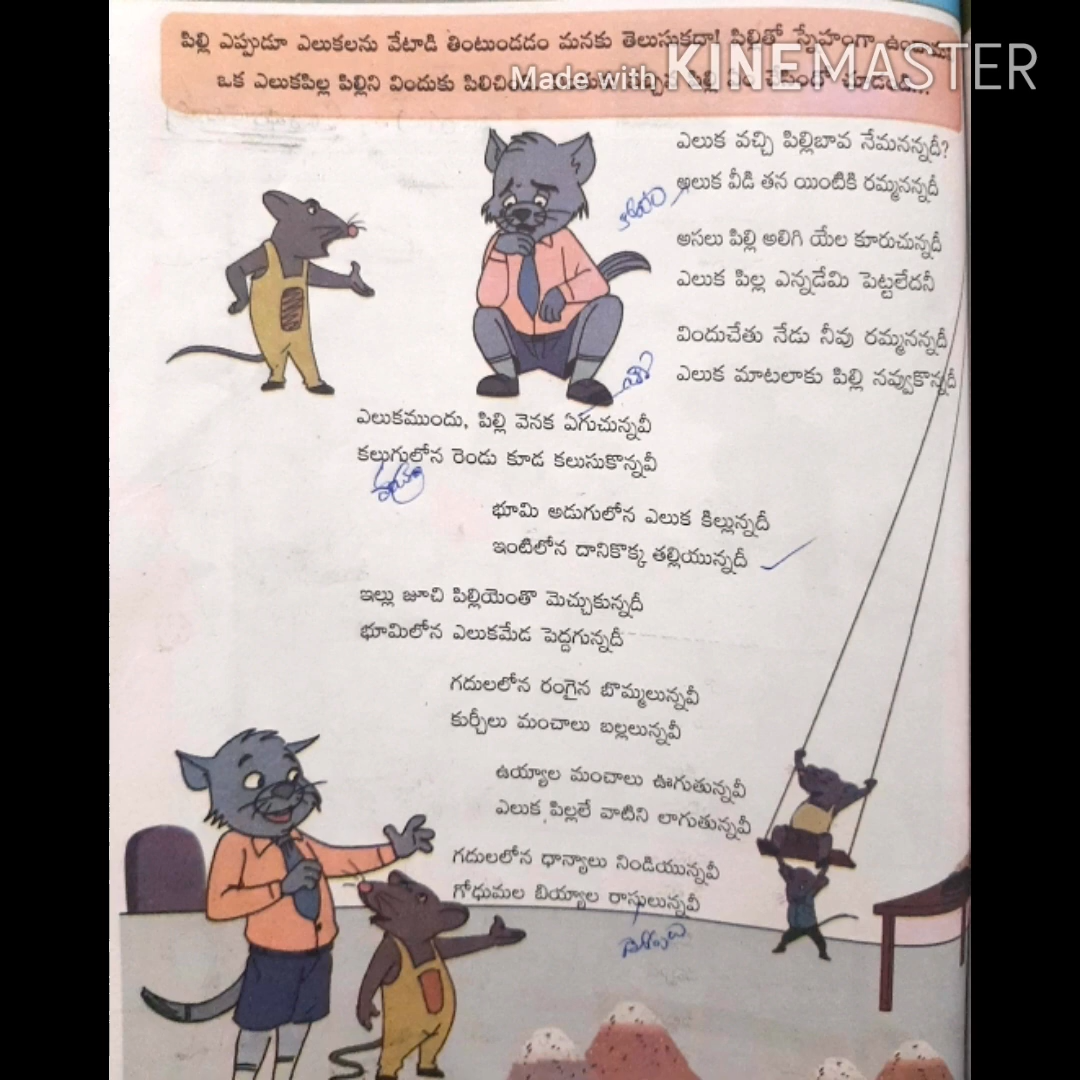 పిల్లి ఎప్పుడూ ఎలుకలను వేటాడి తింటుండడం మనకు తెలుసుకదా! పిల్లితో స్నేహంగా
Made with KINEMASTER
ఒక ఎలుకపిల్ల పిల్లిని విందుకు పిలిచింది. పిల్లి ఏం చేసిందో చూడండి..
ఎలుక వచ్చి పిల్లిబావ నేమనన్నదీ?
అలుక వీడి తన యింటికి రమ్మనన్నదీ
అసలు పిల్లి అలిగి యేల కూరుచున్నదీ
ఎలుక పిల్ల ఎన్నడేమి పెట్టలేదనీ
విందుచేతు నేడు నీవు రమ్మనన్నదీ
ఎలుక మాటలాకు పిల్లి నవ్వుకొన్నదీ
ఎలుకముందు, పిల్లి వెనక ఏగుచున్నవీ
కలుగులోన రెండు కూడ కలుసుకొన్నవీ
భూమి అడుగులోన ఎలుక కిల్లున్నదీ
ఇంటిలోన దానికొక్క తల్లియున్నదీ
ఇల్లు జూచి పిల్లియెంతొ మెచ్చుకున్నదీ
భూమిలోన ఎలుకమేడ పెద్దగున్నదీ
గదులలోన రంగైన బొమ్మలున్నవీ
కుర్చీలు మంచాలు బల్లలున్నవీ
ఉయ్యాల మంచాలు ఊగుతున్నవీ
ఎలుక పిల్లలే వాటిని లాగుతున్నవీ
గదులలోన ధాన్యాలు నిండియున్నవీ
గోధుమల బియ్యాల రాసులున్నవీ